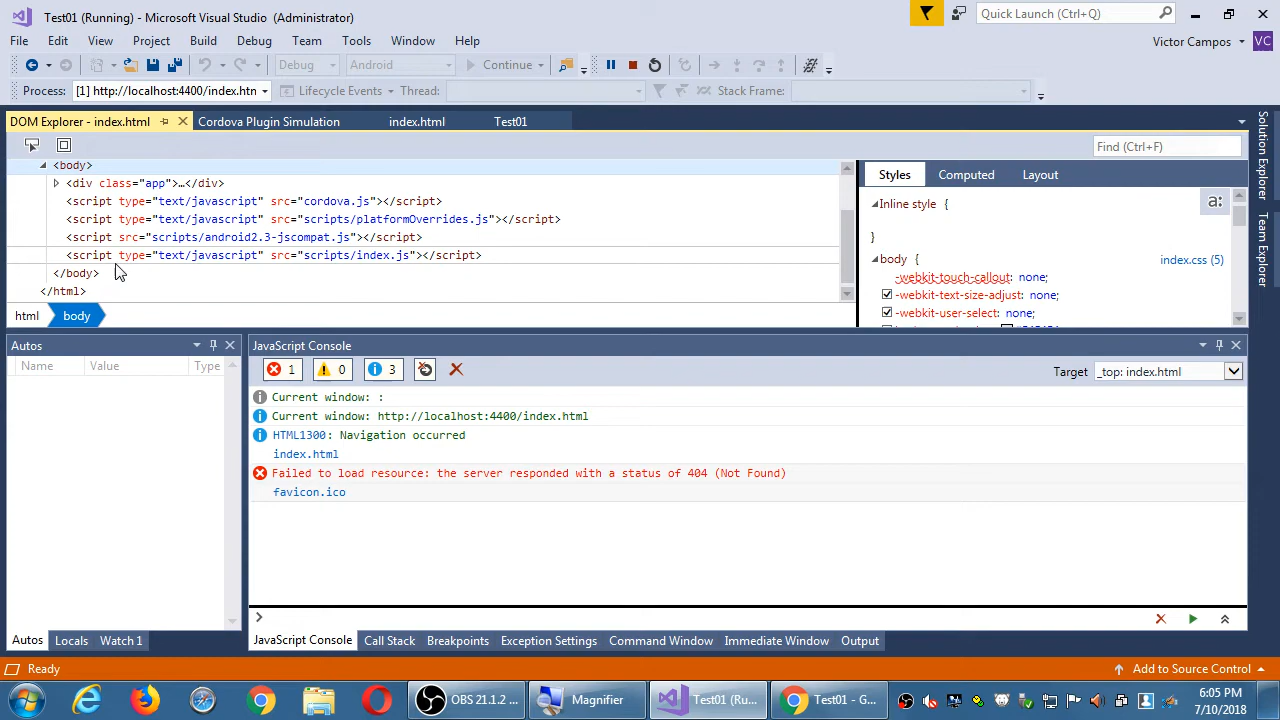 Test01 (Running) - Microsoft Visual Studio (Administrator)
Quick Launch (Ctrl+Q)
File Edit View Project Build Debug Team Tools Window Help
Victor Campos VC
Debug Android Continue
Process: [1] http://localhost:4400/index.htn Lifecycle Events Thread: Stack Frame:
DOM Explorer - index.html Cordova Plugin Simulation index.html Test01
Find (Ctrl+F)
<body>
<div class="app">…</div>
<script type="text/javascript" src="cordova.js"></script>
<script type="text/javascript" src="scripts/platformOverrides.js"></script>
<script src="scripts/android2.3-jscompat.js"></script>
<script type="text/javascript" src="scripts/index.js"></script>
</body>
</html>
html body
Styles Computed Layout
Inline style {
a:
}
body { index.css (5)
-webkit-touch-callout: none;
-webkit-text-size-adjust: none;
-webkit-user-select: none;
Solution Explorer
Team Explorer
Autos
Name Value Type
Autos Locals Watch 1
JavaScript Console
1 0 3
Target _top: index.html
Current window: :
Current window: http://localhost:4400/index.html
HTML1300: Navigation occurred
index.html
Failed to load resource: the server responded with a status of 404 (Not Found)
favicon.ico
>
JavaScript Console Call Stack Breakpoints Exception Settings Command Window Immediate Window Output
Ready Add to Source Control
OBS 21.1.2 ... Magnifier Test01 (Ru... Test01 - G...
6:05 PM
7/10/2018